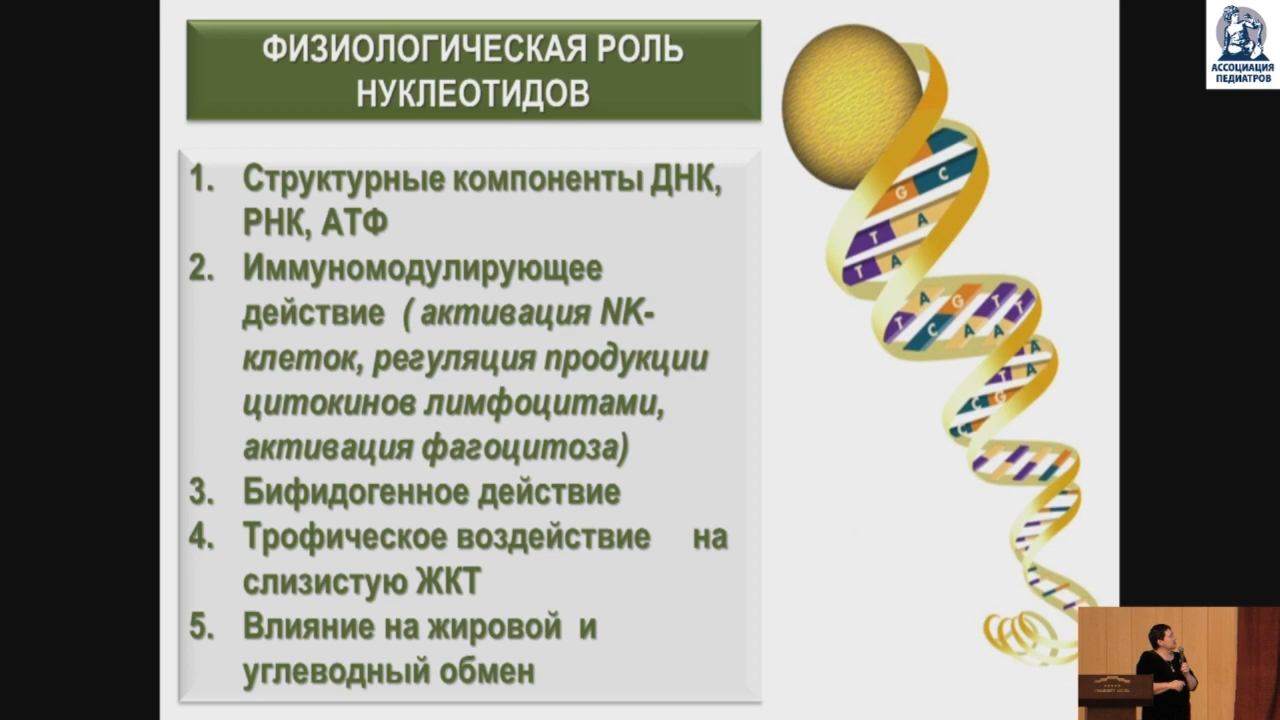 ФИЗИОЛОГИЧЕСКАЯ РОЛЬ
НУКЛЕОТИДОВ
1. Структурные компоненты ДНК,
РНК, АТФ
2. Иммуномодулирующее
действие ( активация NK-
клеток, регуляция продукции
цитокинов лимфоцитами,
активация фагоцитоза)
3. Бифидогенное действие
4. Трофическое воздействие на
слизистую ЖКТ
5. Влияние на жировой и
углеводный обмен
G C
T A
T A
A G T T
T C A A
A
T A
C G
C
АССОЦИАЦИЯ
ПЕДИАТРОВ